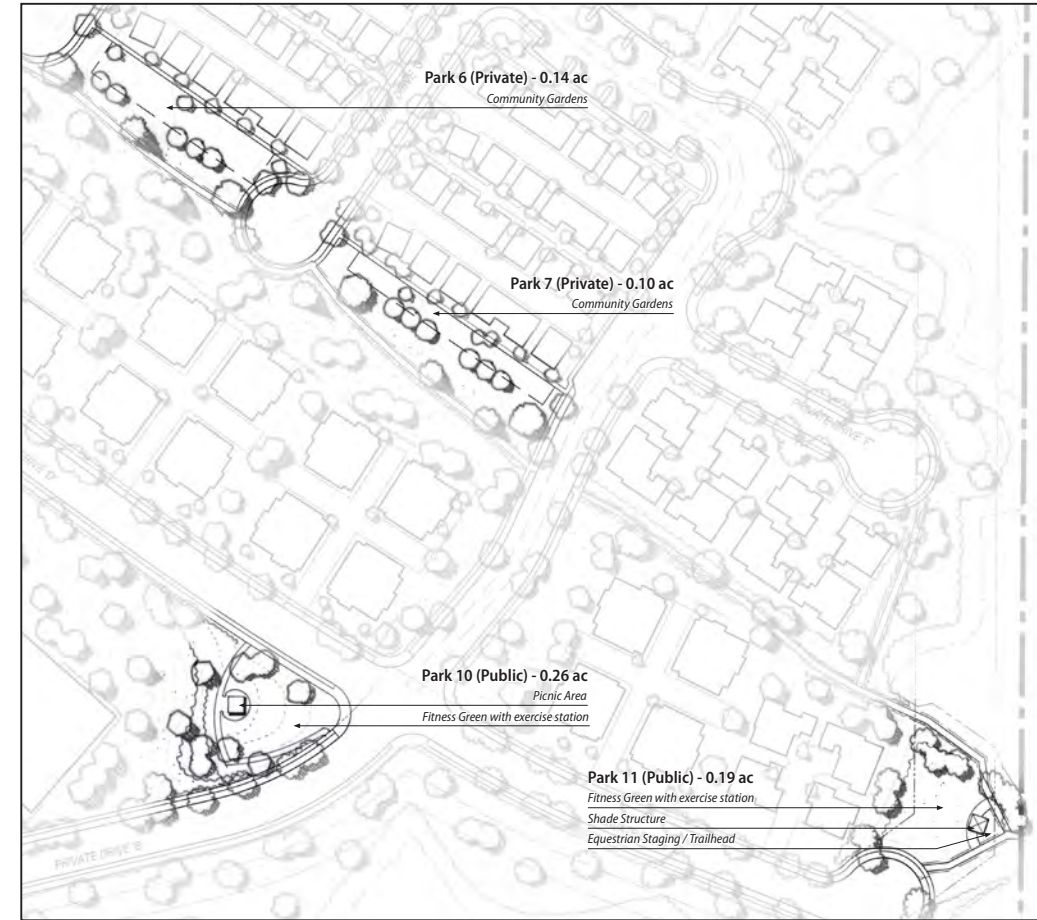 Park 6 (Private) - 0.14 ac
Community Gardens
Park 7 (Private) - 0.10 ac
Community Gardens
Park 10 (Public) - 0.26 ac
Picnic Area
Fitness Green with exercise station
Park 11 (Public) - 0.19 ac
Fitness Green with exercise station
Shade Structure
Equestrian Staging / Trailhead
PRIVATE DRIVE